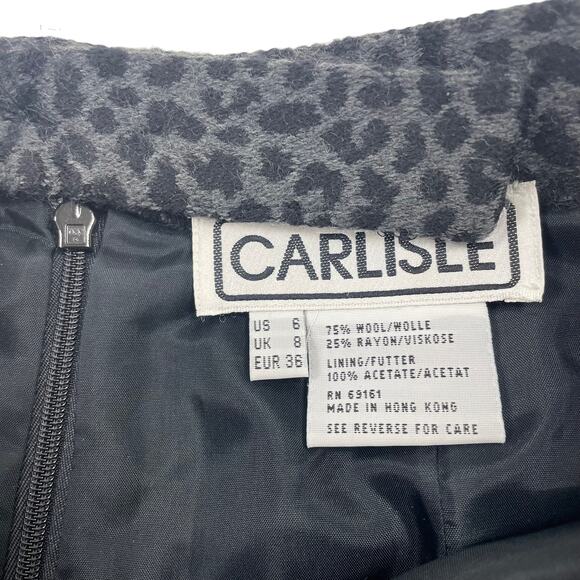 CARLISLE
US 6
UK 8
EUR 36
75% WOOL/WOLLE
25% RAYON/VISKOSE
LINING/FUTTER
100% ACETATE/ACETAT
RN 69161
MADE IN HONG KONG
SEE REVERSE FOR CARE